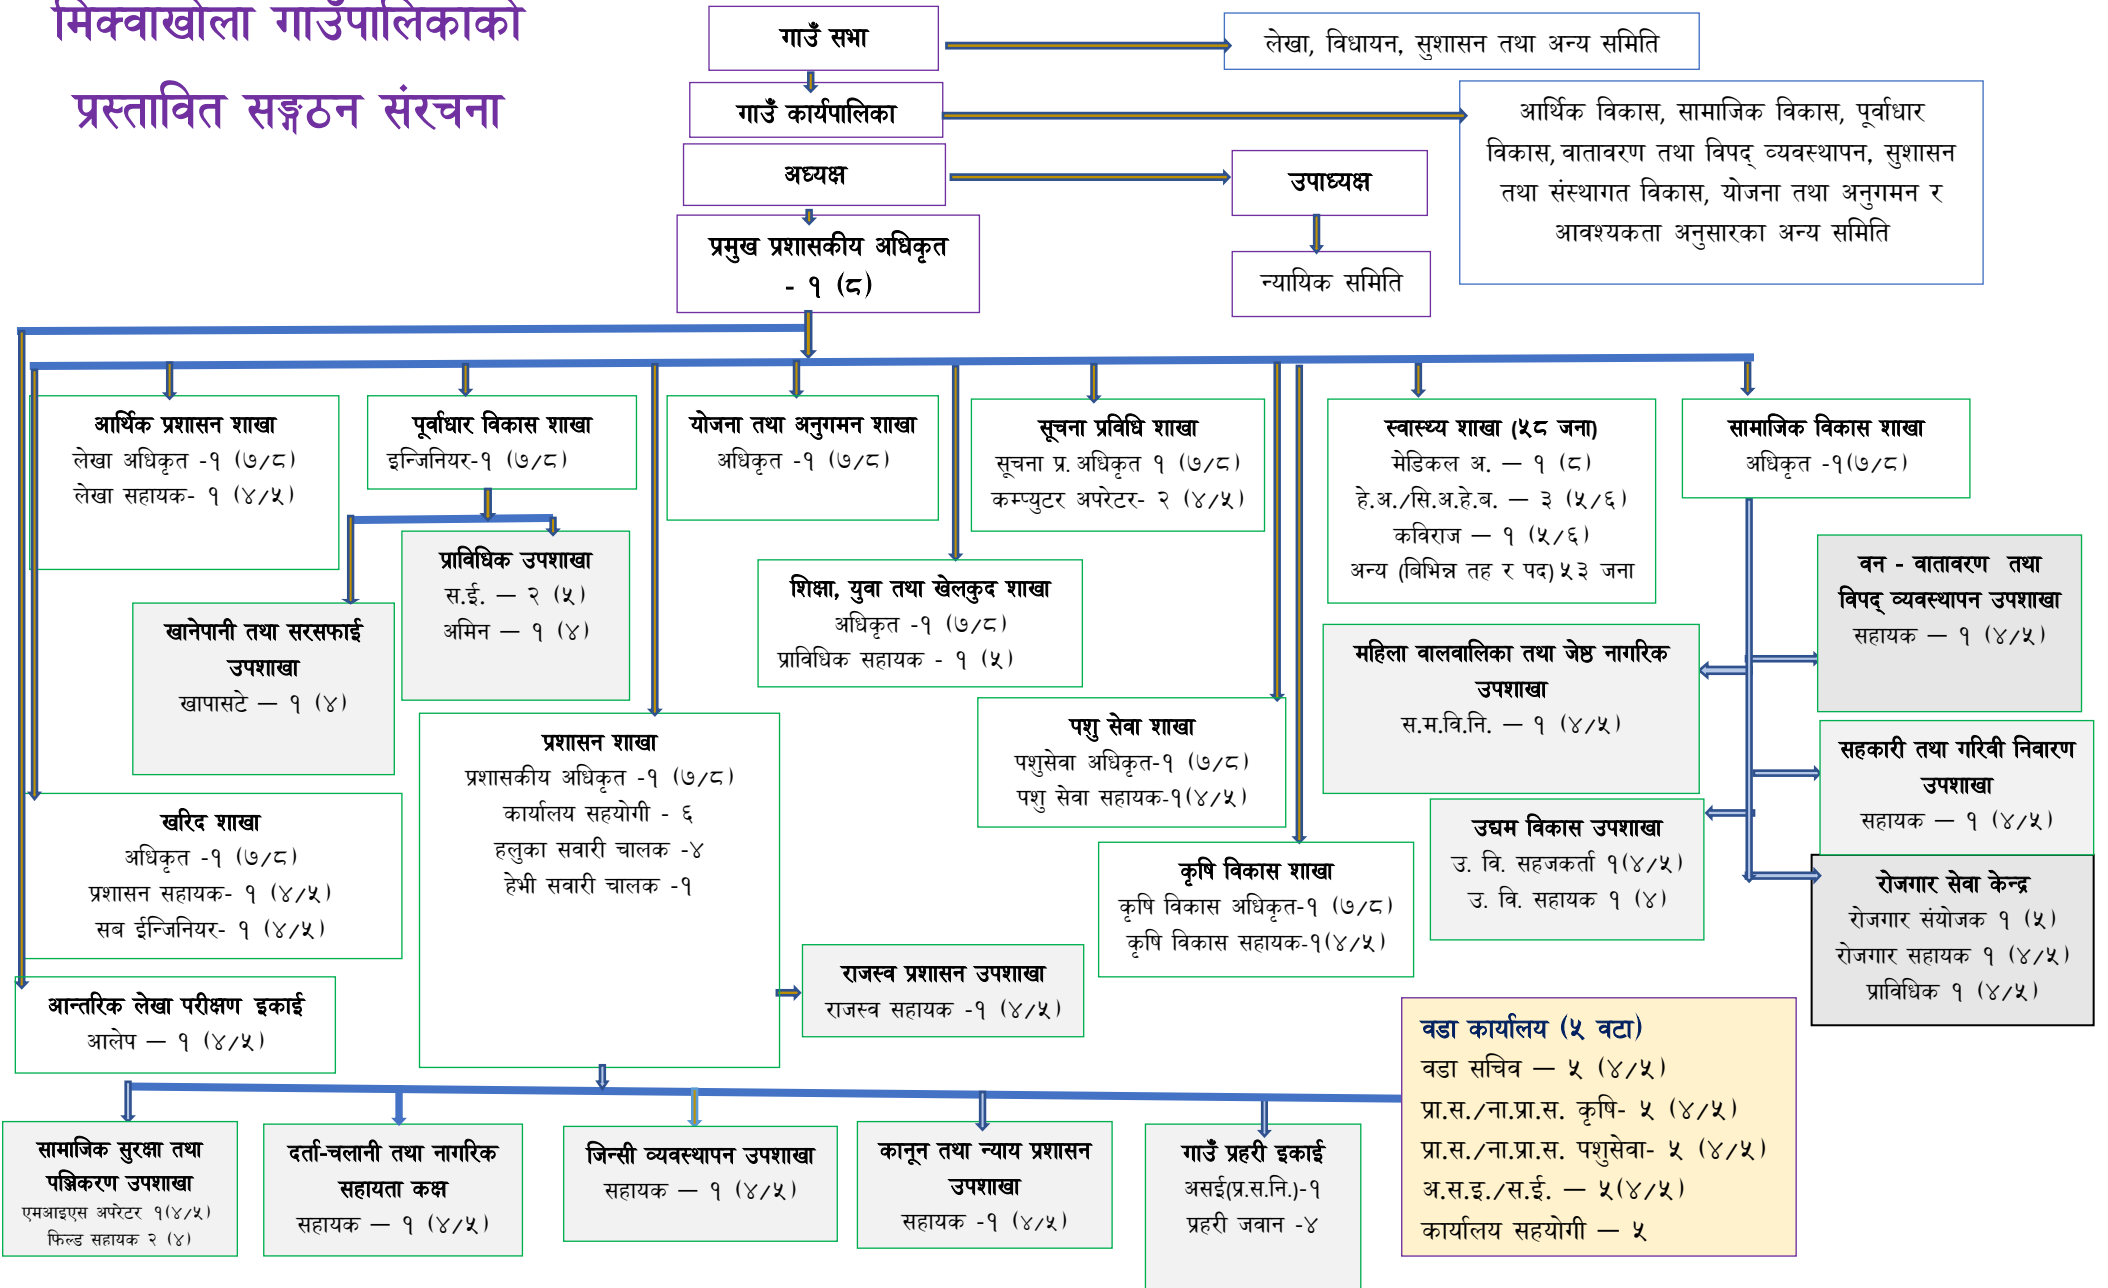 मिक्वाखोला गाउँपालिकाको
प्रस्तावित सङ्गठन संरचना
गाउँ सभा
लेखा, विधायन, सुशासन तथा अन्य समिति
गाउँ कार्यपालिका
आर्थिक विकास, सामाजिक विकास, पूर्वाधार
विकास, वातावरण तथा विपद् व्यवस्थापन, सुशासन
तथा संस्थागत विकास, योजना तथा अनुगमन र
आवश्यकता अनुसारका अन्य समिति
अध्यक्ष
उपाध्यक्ष
न्यायिक समिति
प्रमुख प्रशासकीय अधिकृत
- १ (८)
आर्थिक प्रशासन शाखा
लेखा अधिकृत -१ (७/८)
लेखा सहायक- १ (४/५)
पूर्वाधार विकास शाखा
इन्जिनियर-१ (७/८)
योजना तथा अनुगमन शाखा
अधिकृत -१ (७/८)
सूचना प्रविधि शाखा
सूचना प्र. अधिकृत १ (७/८)
कम्प्युटर अपरेटर- २ (४/५)
स्वास्थ्य शाखा (५८ जना)
मेडिकल अ. — १ (८)
हे.अ./सि.अ.हे.ब. — ३ (५/६)
कविराज — १ (५/६)
अन्य (बिभिन्न तह र पद) ५३ जना
सामाजिक विकास शाखा
अधिकृत -१(७/८)
प्राविधिक उपशाखा
स.ई. — २ (५)
अमिन — १ (४)
खानेपानी तथा सरसफाई
उपशाखा
खापासटे — १ (४)
शिक्षा, युवा तथा खेलकुद शाखा
अधिकृत -१ (७/८)
प्राविधिक सहायक - १ (५)
वन - वातावरण तथा
विपद् व्यवस्थापन उपशाखा
सहायक — १ (४/५)
महिला वालवालिका तथा जेष्ठ नागरिक
उपशाखा
स.म.वि.नि. — १ (४/५)
प्रशासन शाखा
प्रशासकीय अधिकृत -१ (७/८)
कार्यालय सहयोगी - ६
हलुका सवारी चालक -४
हेभी सवारी चालक -१
पशु सेवा शाखा
पशुसेवा अधिकृत-१ (७/८)
पशु सेवा सहायक-१(४/५)
सहकारी तथा गरिवी निवारण
उपशाखा
सहायक — १ (४/५)
खरिद शाखा
अधिकृत -१ (७/८)
प्रशासन सहायक- १ (४/५)
सब ईन्जिनियर- १ (४/५)
उद्यम विकास उपशाखा
उ. वि. सहजकर्ता १(४/५)
उ. वि. सहायक १ (४)
कृषि विकास शाखा
कृषि विकास अधिकृत-१ (७/८)
कृषि विकास सहायक-१(४/५)
रोजगार सेवा केन्द्र
रोजगार संयोजक १ (५)
रोजगार सहायक १ (४/५)
प्राविधिक १ (४/५)
राजस्व प्रशासन उपशाखा
राजस्व सहायक -१ (४/५)
आन्तरिक लेखा परीक्षण इकाई
आलेप — १ (४/५)
वडा कार्यालय (५ वटा)
वडा सचिव — ५ (४/५)
प्रा.स./ना.प्रा.स. कृषि- ५ (४/५)
प्रा.स./ना.प्रा.स. पशुसेवा- ५ (४/५)
अ.स.इ./स.ई. — ५(४/५)
कार्यालय सहयोगी — ५
सामाजिक सुरक्षा तथा
पञ्जिकरण उपशाखा
एमआइएस अपरेटर १(४/५)
फिल्ड सहायक २ (४)
दर्ता-चलानी तथा नागरिक
सहायता कक्ष
सहायक — १ (४/५)
जिन्सी व्यवस्थापन उपशाखा
सहायक — १ (४/५)
कानून तथा न्याय प्रशासन
उपशाखा
सहायक -१ (४/५)
गाउँ प्रहरी इकाई
असई(प्र.स.नि.)-१
प्रहरी जवान -४